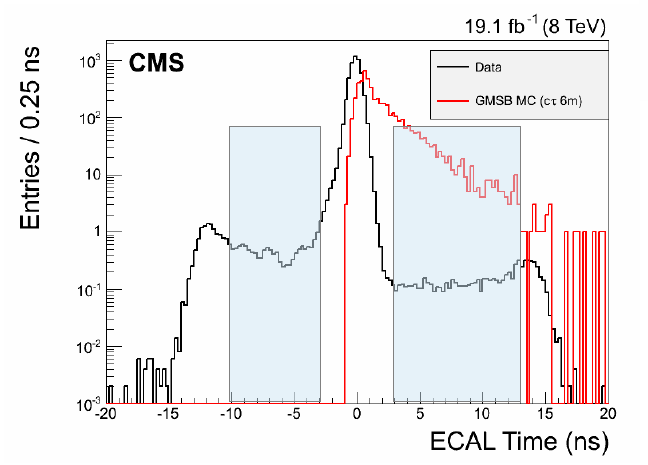 19.1 fb⁻¹ (8 TeV)
CMS
Data
GMSB MC (cτ 6m)
Entries / 0.25 ns
10³
10²
10
1
10⁻¹
10⁻²
10⁻³
-20 -15 -10 -5 0 5 10 15 20
ECAL Time (ns)